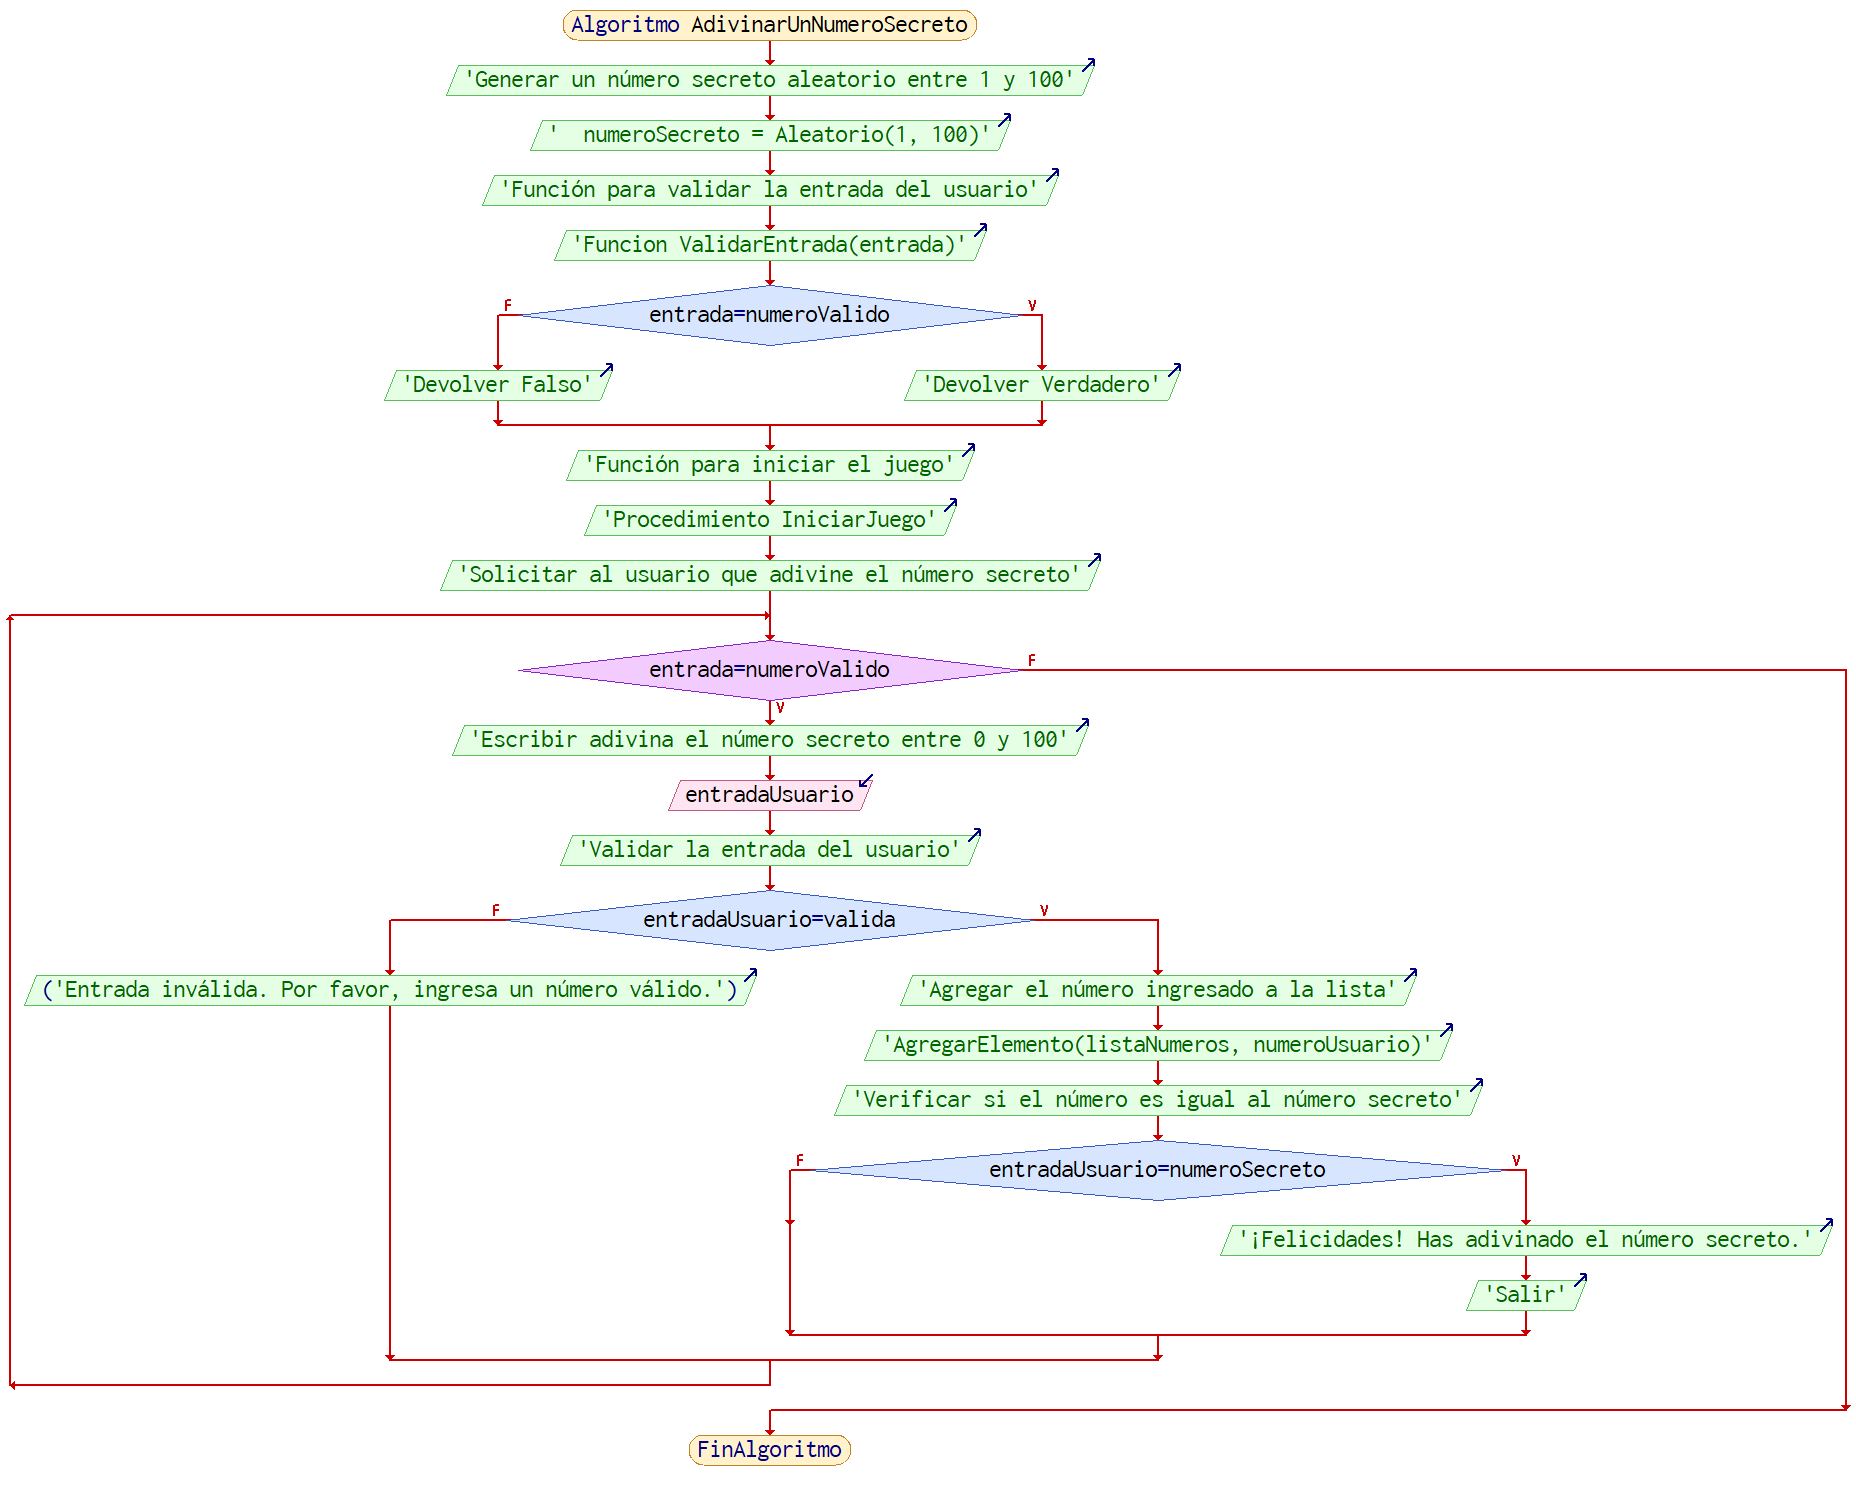 Algoritmo AdivinarUnNumeroSecreto
'Generar un número secreto aleatorio entre 1 y 100'
'  numeroSecreto = Aleatorio(1, 100)'
'Función para validar la entrada del usuario'
'Funcion ValidarEntrada(entrada)'
F
V
entrada=numeroValido
'Devolver Falso'
'Devolver Verdadero'
'Función para iniciar el juego'
'Procedimiento IniciarJuego'
'Solicitar al usuario que adivine el número secreto'
entrada=numeroValido
F
V
'Escribir adivina el número secreto entre 0 y 100'
entradaUsuario
'Validar la entrada del usuario'
F
V
entradaUsuario=valida
('Entrada inválida. Por favor, ingresa un número válido.')
'Agregar el número ingresado a la lista'
'AgregarElemento(listaNumeros, numeroUsuario)'
'Verificar si el número es igual al número secreto'
F
V
entradaUsuario=numeroSecreto
'¡Felicidades! Has adivinado el número secreto.'
'Salir'
FinAlgoritmo